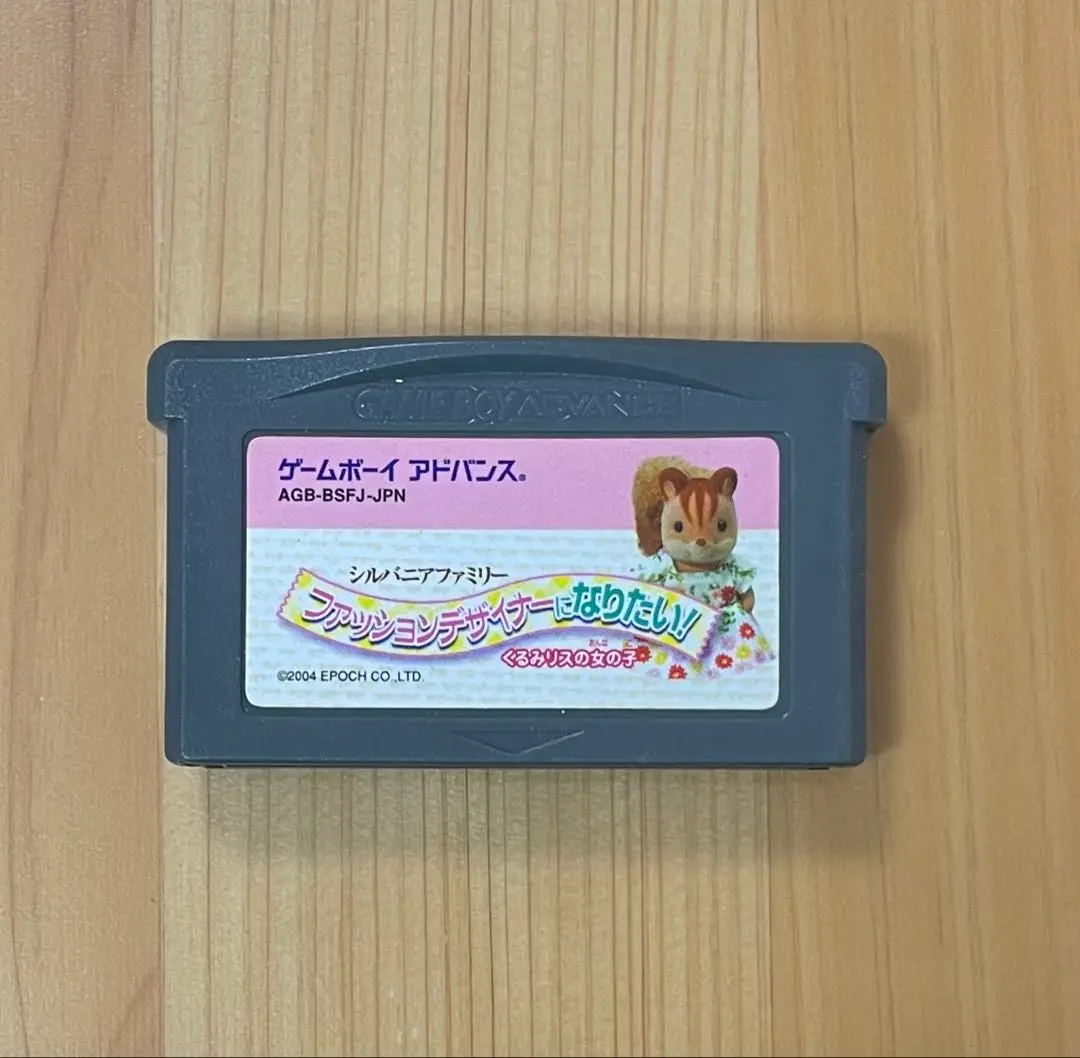 GAME BOY ADVANCE
ゲームボーイ アドバンス®
AGB-BSFJ-JPN
シルバニアファミリー
ファッションデザイナーになりたい!
くるみリスの女の子
おんな こ
©2004 EPOCH CO.,LTD.